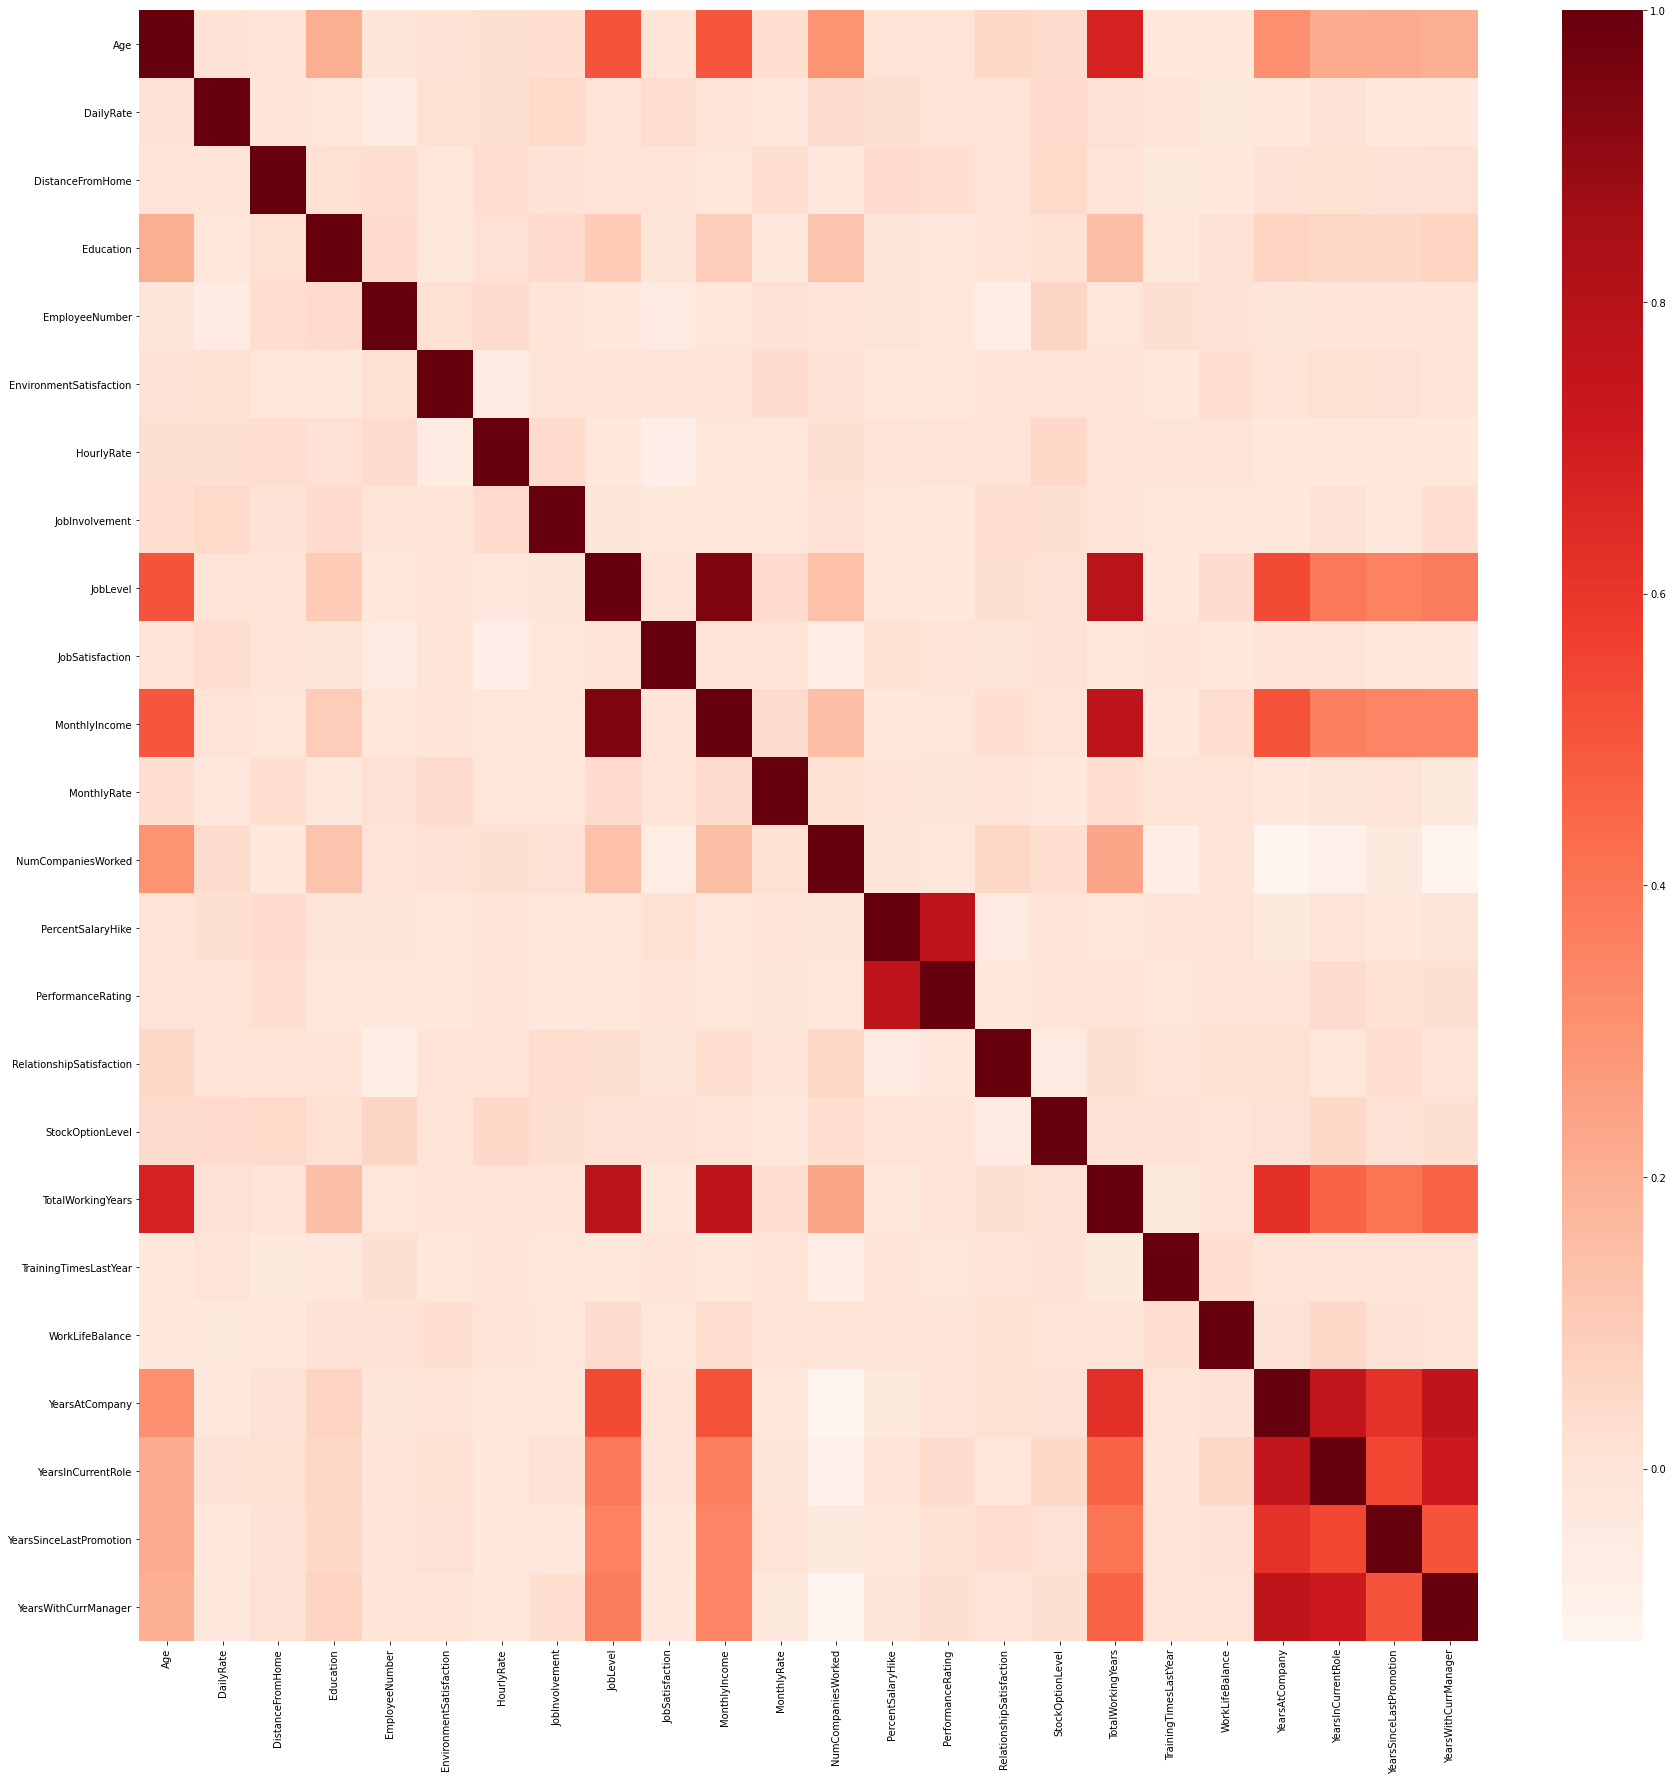 Age
DailyRate
DistanceFromHome
Education
EmployeeNumber
EnvironmentSatisfaction
HourlyRate
JobInvolvement
JobLevel
JobSatisfaction
MonthlyIncome
MonthlyRate
NumCompaniesWorked
PercentSalaryHike
PerformanceRating
RelationshipSatisfaction
StockOptionLevel
TotalWorkingYears
TrainingTimesLastYear
WorkLifeBalance
YearsAtCompany
YearsInCurrentRole
YearsSinceLastPromotion
YearsWithCurrManager
Age
DailyRate
DistanceFromHome
Education
EmployeeNumber
EnvironmentSatisfaction
HourlyRate
JobInvolvement
JobLevel
JobSatisfaction
MonthlyIncome
MonthlyRate
NumCompaniesWorked
PercentSalaryHike
PerformanceRating
RelationshipSatisfaction
StockOptionLevel
TotalWorkingYears
TrainingTimesLastYear
WorkLifeBalance
YearsAtCompany
YearsInCurrentRole
YearsSinceLastPromotion
YearsWithCurrManager
1.0
0.8
0.6
0.4
0.2
0.0